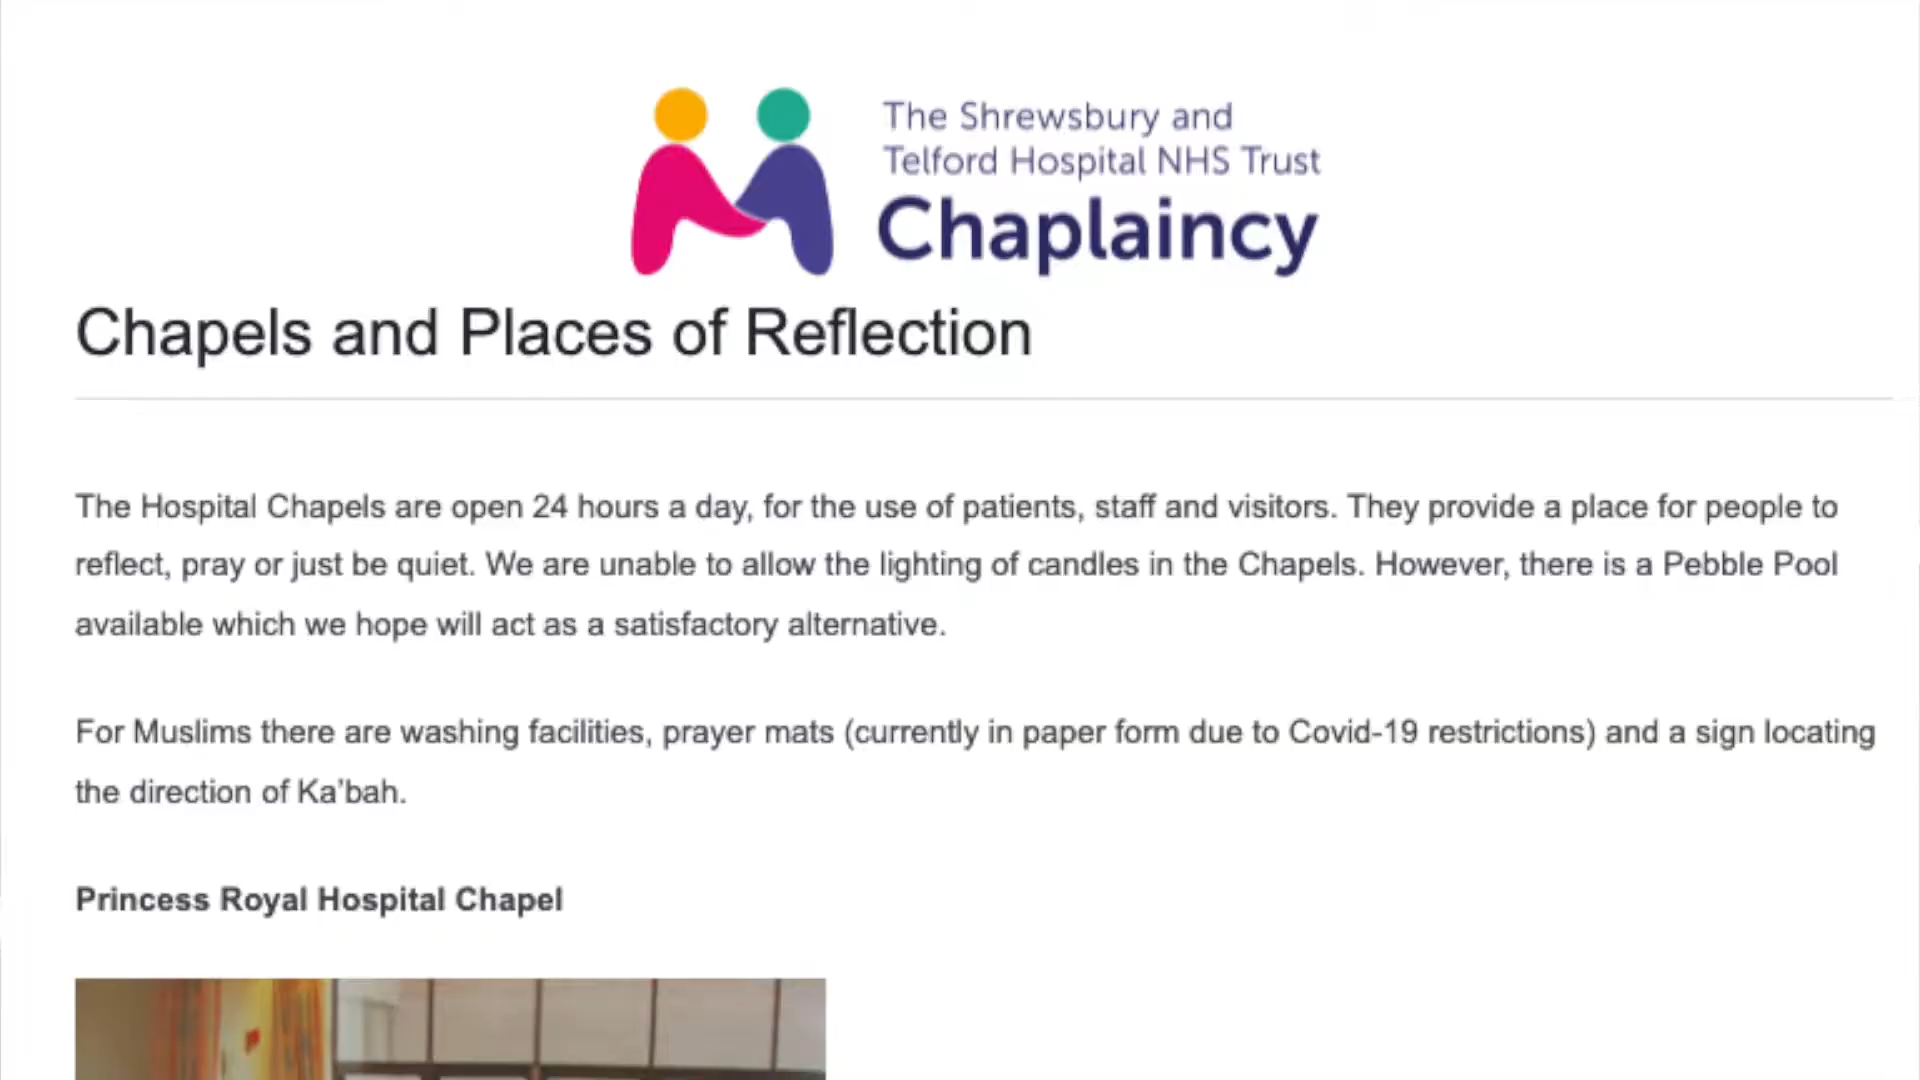 The Shrewsbury and
Telford Hospital NHS Trust
Chaplaincy
Chapels and Places of Reflection
The Hospital Chapels are open 24 hours a day, for the use of patients, staff and visitors. They provide a place for people to
reflect, pray or just be quiet. We are unable to allow the lighting of candles in the Chapels. However, there is a Pebble Pool
available which we hope will act as a satisfactory alternative.
For Muslims there are washing facilities, prayer mats (currently in paper form due to Covid-19 restrictions) and a sign locating
the direction of Ka’bah.
Princess Royal Hospital Chapel